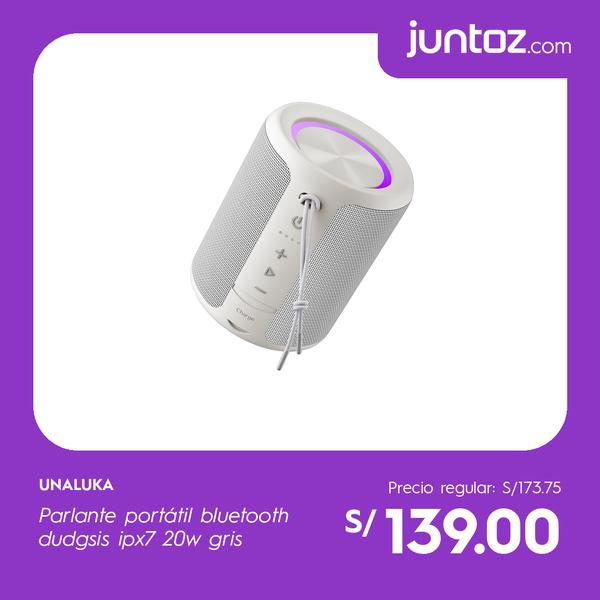 juntoz.com
Charge
UNALUKA
Parlante portátil bluetooth
dudgsis ipx7 20w gris
Precio regular: S/173.75
S/139.00